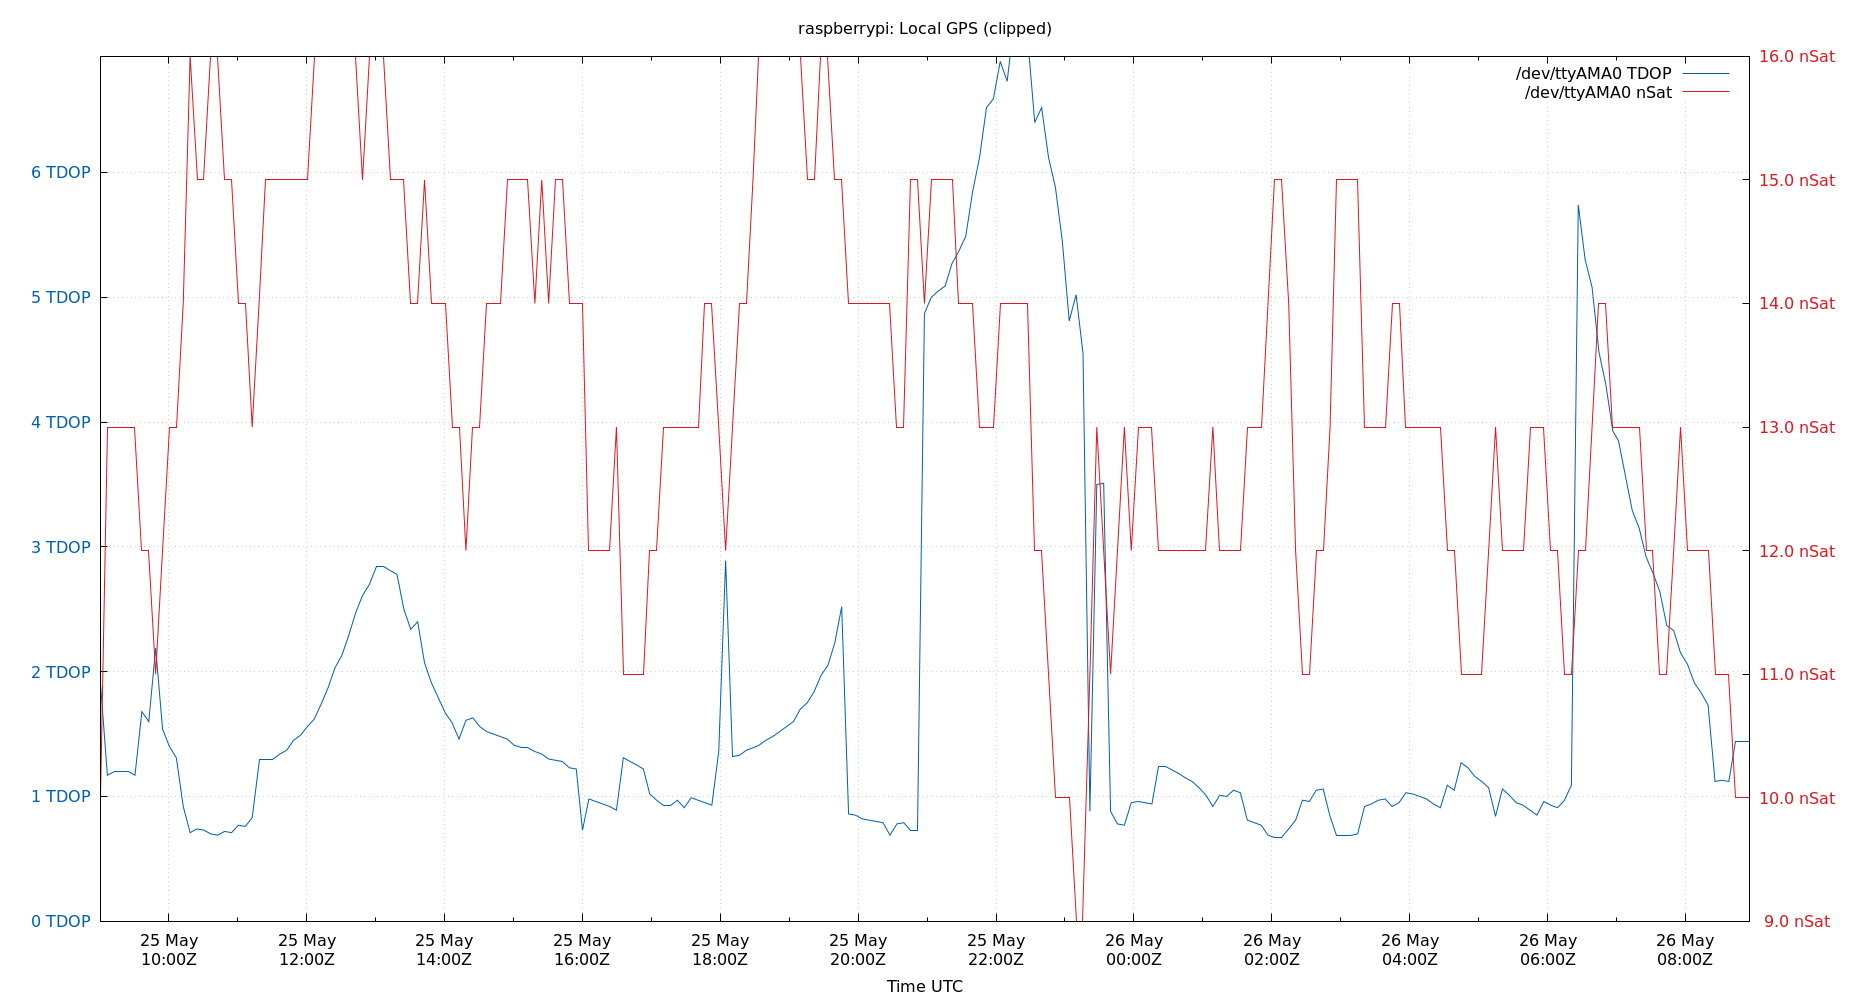 raspberrypi: Local GPS (clipped)
/dev/ttyAMA0 TDOP
/dev/ttyAMA0 nSat
6 TDOP
5 TDOP
4 TDOP
3 TDOP
2 TDOP
1 TDOP
0 TDOP
16.0 nSat
15.0 nSat
14.0 nSat
13.0 nSat
12.0 nSat
11.0 nSat
10.0 nSat
9.0 nSat
25 May
10:00Z
25 May
12:00Z
25 May
14:00Z
25 May
16:00Z
25 May
18:00Z
25 May
20:00Z
25 May
22:00Z
26 May
00:00Z
26 May
02:00Z
26 May
04:00Z
26 May
06:00Z
26 May
08:00Z
Time UTC